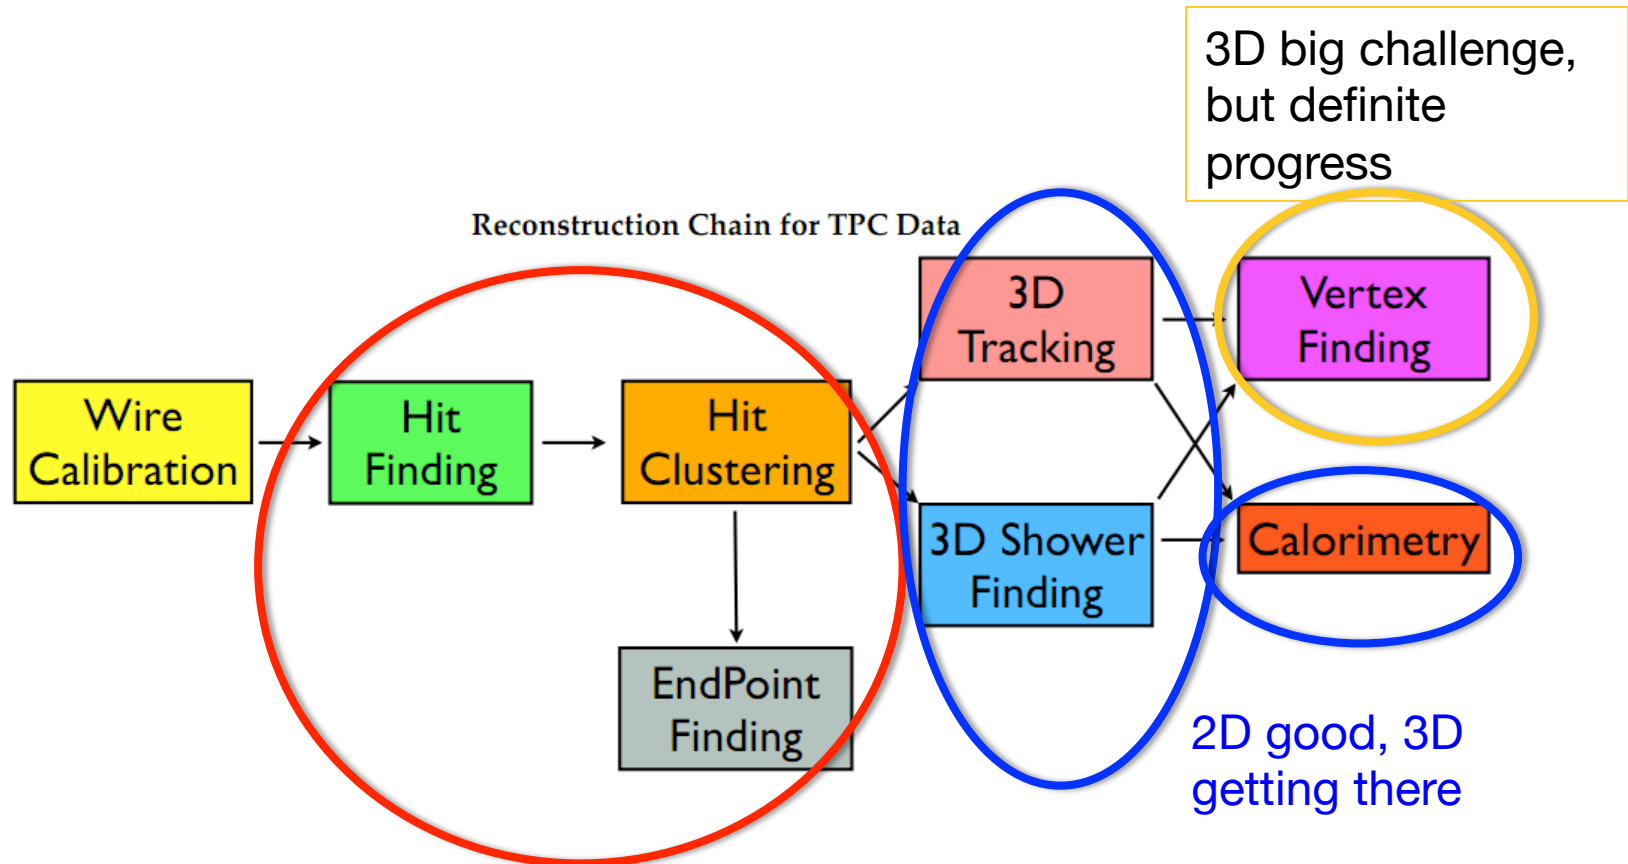 3D big challenge,
but definite
progress
Reconstruction Chain for TPC Data
Wire
Calibration
Hit
Finding
Hit
Clustering
EndPoint
Finding
3D
Tracking
3D Shower
Finding
Vertex
Finding
Calorimetry
2D good, 3D
getting there